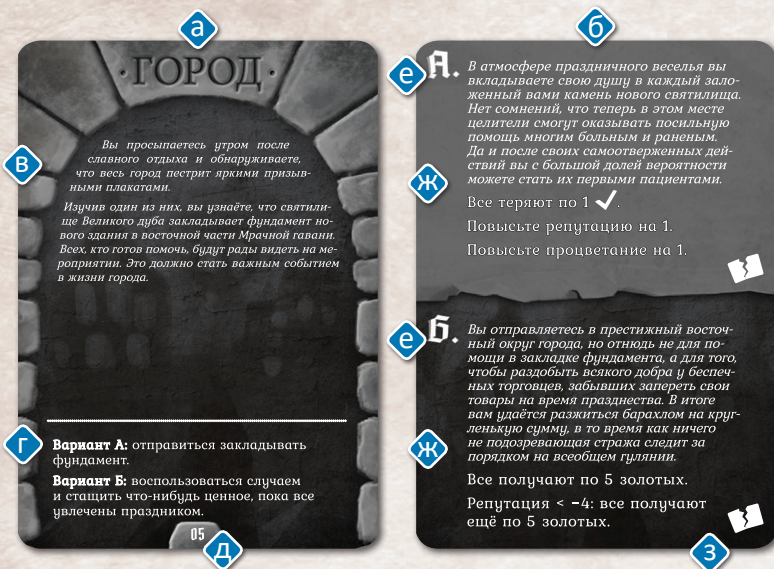 а
б
· ГОРОД ·
в
Вы просыпаетесь утром после
славного отдыха и обнаруживаете,
что весь город пестрит яркими призыв-
ными плакатами.
Изучив один из них, вы узнаёте, что святили-
ще Великого дуба закладывает фундамент но-
вого здания в восточной части Мрачной гавани.
Всех, кто готов помочь, будут рады видеть на ме-
роприятии. Это должно стать важным событием
в жизни города.
г
Вариант А: отправиться закладывать
фундамент.
Вариант Б: воспользоваться случаем
и стащить что-нибудь ценное, пока все
увлечены праздником.
05
д
е
А.
В атмосфере праздничного веселья вы
вкладываете свою душу в каждый зало-
женный вами камень нового святилища.
Нет сомнений, что теперь в этом месте
целители смогут оказывать посильную
помощь многим больным и раненым.
Да и после своих самоотверженных дей-
ствий вы с большой долей вероятности
можете стать их первыми пациентами.
ж
Все теряют по 1 ✓.
Повысьте репутацию на 1.
Повысьте процветание на 1.
е
Б.
Вы отправляетесь в престижный восточ-
ный округ города, но отнюдь не для по-
мощи в закладке фундамента, а для того,
чтобы раздобыть всякого добра у беспеч-
ных торговцев, забывших запереть свои
товары на время празднества. В итоге
вам удаётся разжиться барахлом на круг-
ленькую сумму, в то время как ничего
не подозревающая стража следит за
порядком на всеобщем гулянии.
ж
Все получают по 5 золотых.
Репутация < −4: все получают
ещё по 5 золотых.
з